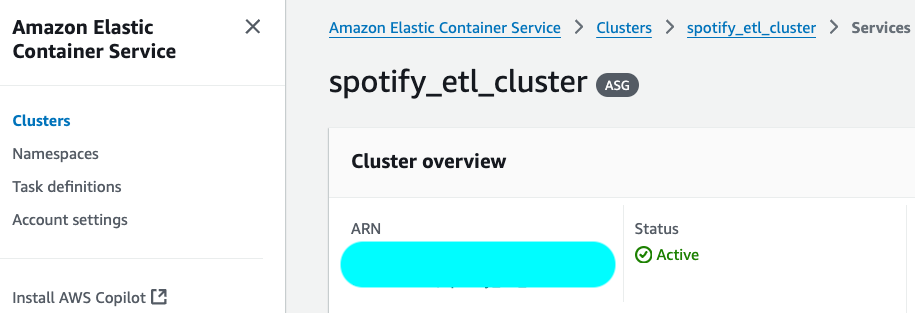 Amazon Elastic
Container Service
Clusters
Namespaces
Task definitions
Account settings
Install AWS Copilot
Amazon Elastic Container Service > Clusters > spotify_etl_cluster > Services
spotify_etl_cluster ASG
Cluster overview
ARN
Status
Active